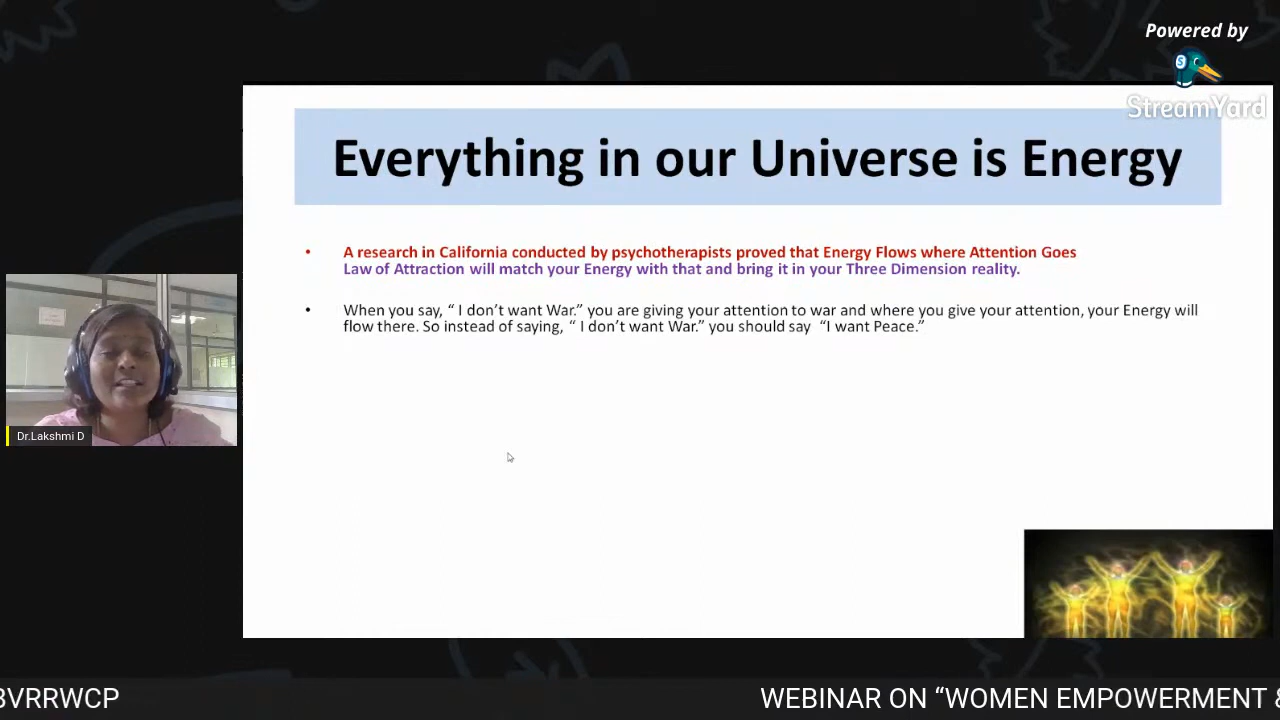 Powered by
StreamYard
Everything in our Universe is Energy
• A research in California conducted by psychotherapists proved that Energy Flows where Attention Goes
Law of Attraction will match your Energy with that and bring it in your Three Dimension reality.
• When you say, “ I don’t want War.” you are giving your attention to war and where you give your attention, your Energy will
flow there. So instead of saying, “ I don’t want War.” you should say “I want Peace.”
Dr.Lakshmi D
BVRRWCP
WEBINAR ON “WOMEN EMPOWERMENT &